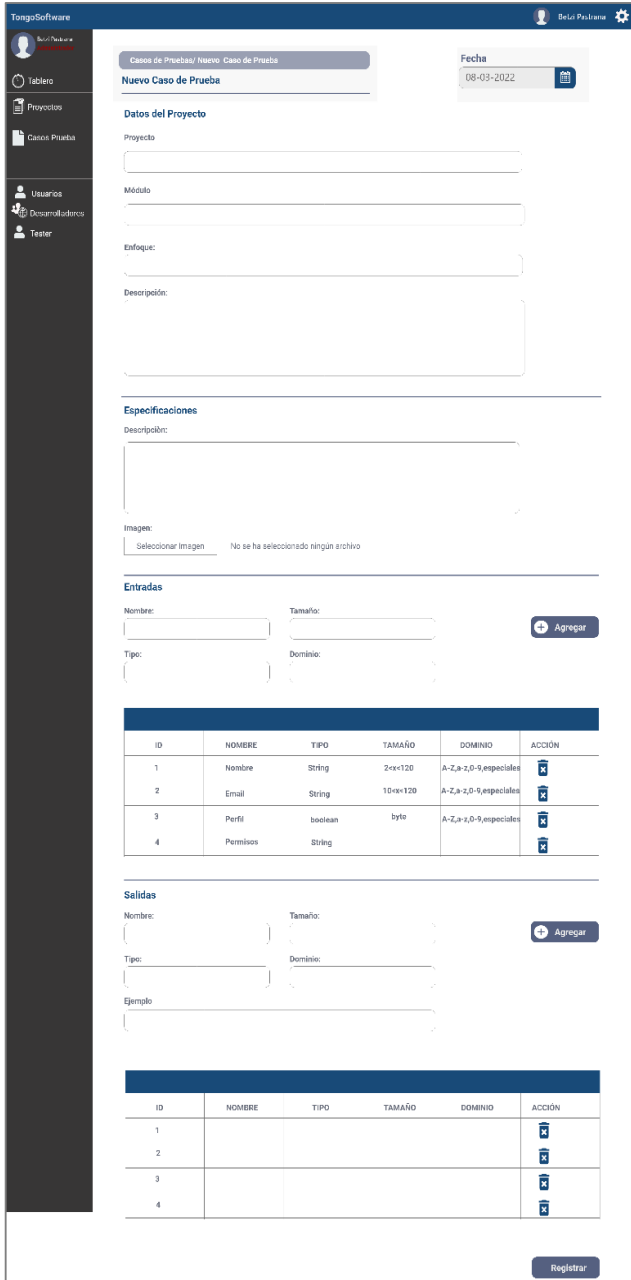 TongoSoftware
Betzi Pastrana
Betzi Pastrana
Tablero
Proyectos
Casos Prueba
Usuarios
Desarrolladores
Tester
Casos de Pruebas/ Nuevo Caso de Prueba
Nuevo Caso de Prueba
Fecha
08-03-2022
Datos del Proyecto
Proyecto
Módulo
Enfoque:
Descripción:
Especificaciones
Descripciòn:
Imagen:
Seleccionar Imagen No se ha seleccionado ningún archivo
Entradas
Nombre: Tamaño:
Agregar
Tipo: Dominio:
ID NOMBRE TIPO TAMAÑO DOMINIO ACCIÓN
1 Nombre String 2<x<120 A-Z,a-z,0-9,especiales
2 Email String 10<x<120 A-Z,a-z,0-9,especiales
3 Perfil boolean byte A-Z,a-z,0-9,especiales
4 Permisos String
Salidas
Nombre: Tamaño:
Agregar
Tipo: Dominio:
Ejemplo
ID NOMBRE TIPO TAMAÑO DOMINIO ACCIÓN
1
2
3
4
Registrar